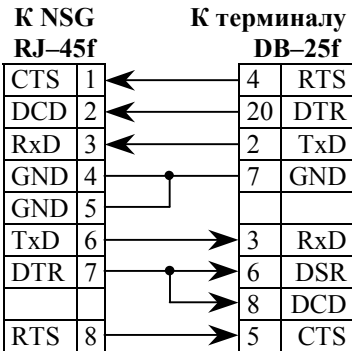 К NSG К терминалу
RJ–45f DB–25f
CTS 1 4 RTS
DCD 2 20 DTR
RxD 3 2 TxD
GND 4 7 GND
GND 5
TxD 6 3 RxD
DTR 7 6 DSR
8 DCD
RTS 8 5 CTS